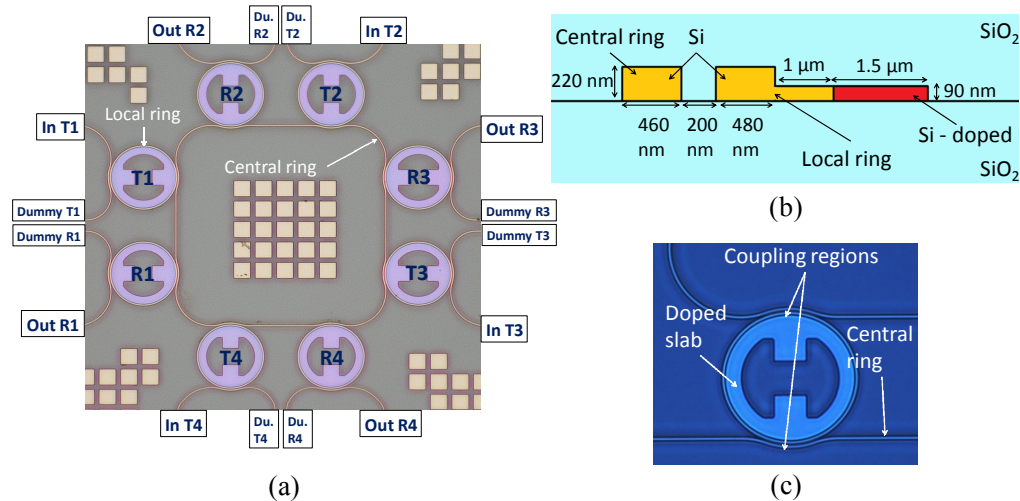 Out R2
Du.
R2
Du.
T2
In T2
R2
T2
In T1
Local ring
Out R3
Central ring
T1
R3
Dummy T1
Dummy R3
Dummy R1
Dummy T3
R1
T3
Out R1
In T3
T4
R4
In T4
Du.
T4
Du.
R4
Out R4
(a)
SiO2
Central ring
Si
1 µm
1.5 µm
220 nm
90 nm
460
nm
200
nm
480
nm
Local ring
Si - doped
SiO2
(b)
Coupling regions
Doped
slab
Central
ring
(c)